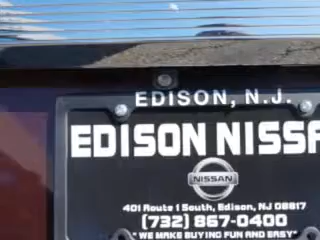 EDISON, N.J.
EDISON NISSA
NISSAN
401 Route 1 South, Edison, NJ 08817
(732) 867-0400
" WE MAKE BUYING FUN AND EASY"